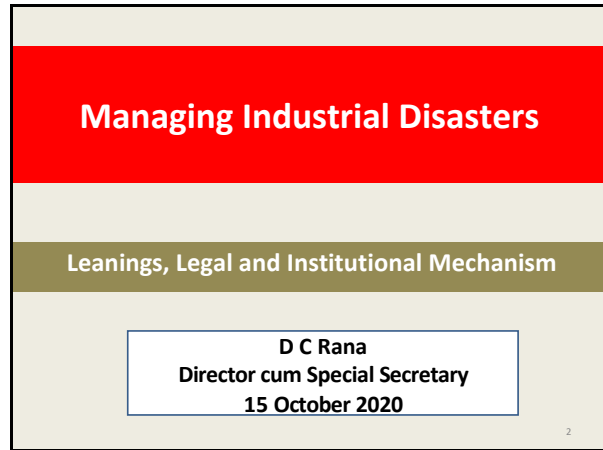 Managing Industrial Disasters
Leanings, Legal and Institutional Mechanism
D C Rana
Director cum Special Secretary
15 October 2020
2